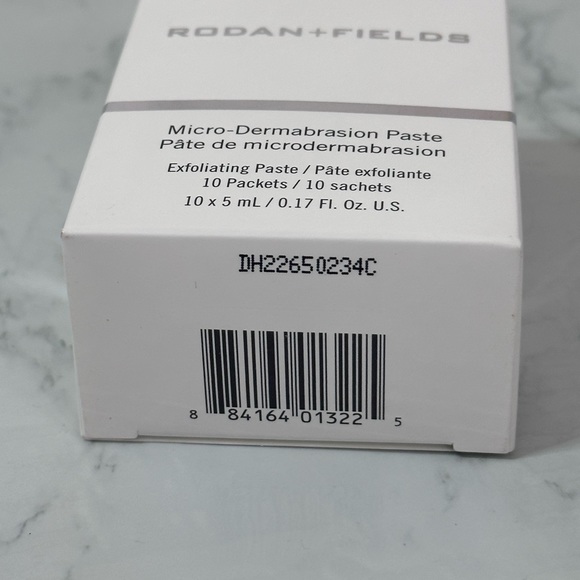 RODAN+FIELDS
Micro-Dermabrasion Paste
Pâte de microdermabrasion
Exfoliating Paste / Pâte exfoliante
10 Packets / 10 sachets
10 x 5 mL / 0.17 Fl. Oz. U.S.
DH22650234C
8 84164 01322 5